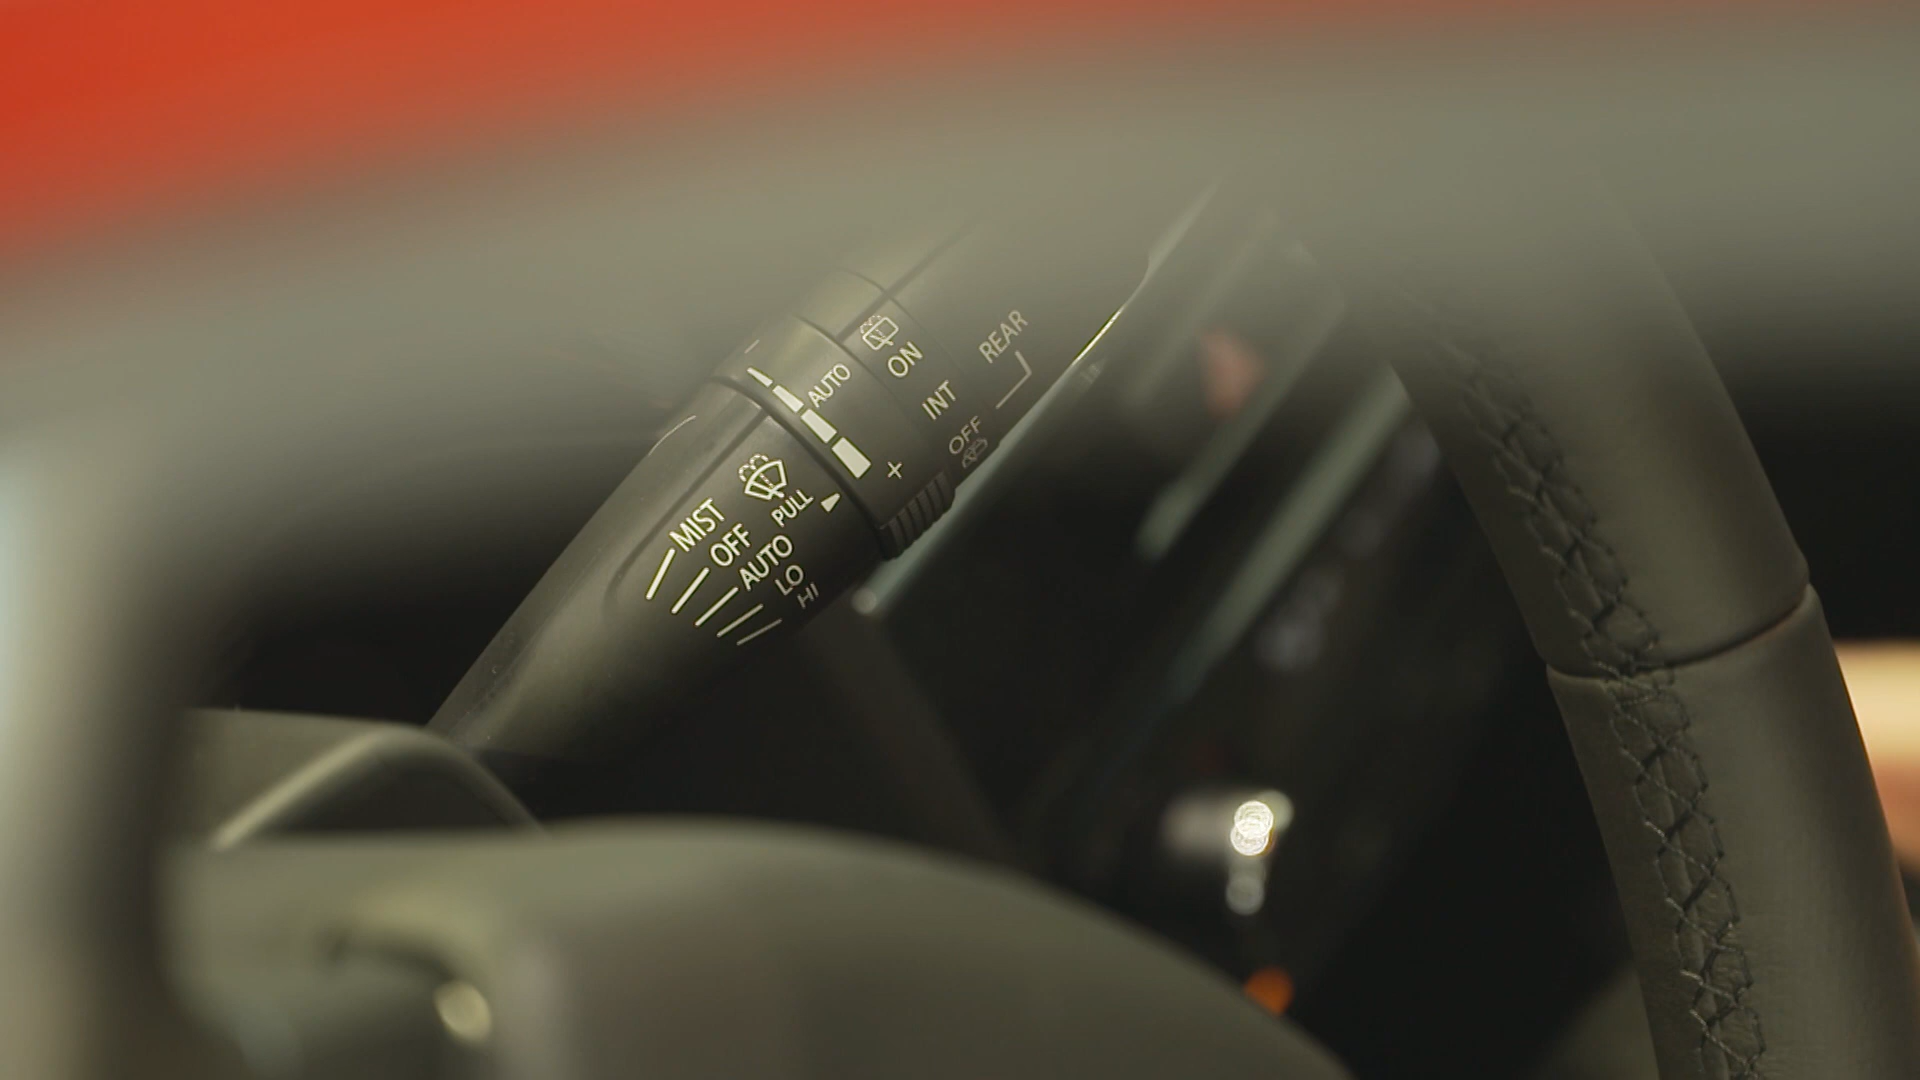 ON
INT
OFF
REAR
− AUTO +
PULL
MIST
OFF
AUTO
LO
HI